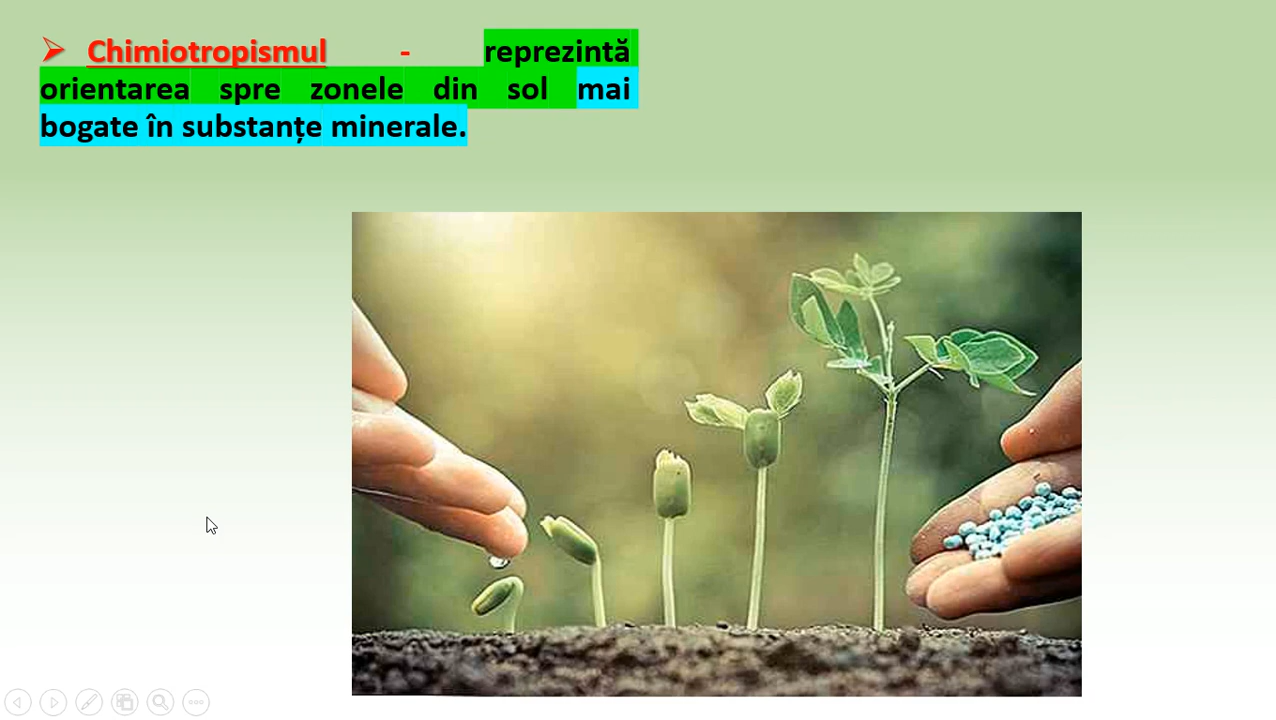 Chimiotropismul - reprezintă
orientarea spre zonele din sol mai
bogate în substanțe minerale.